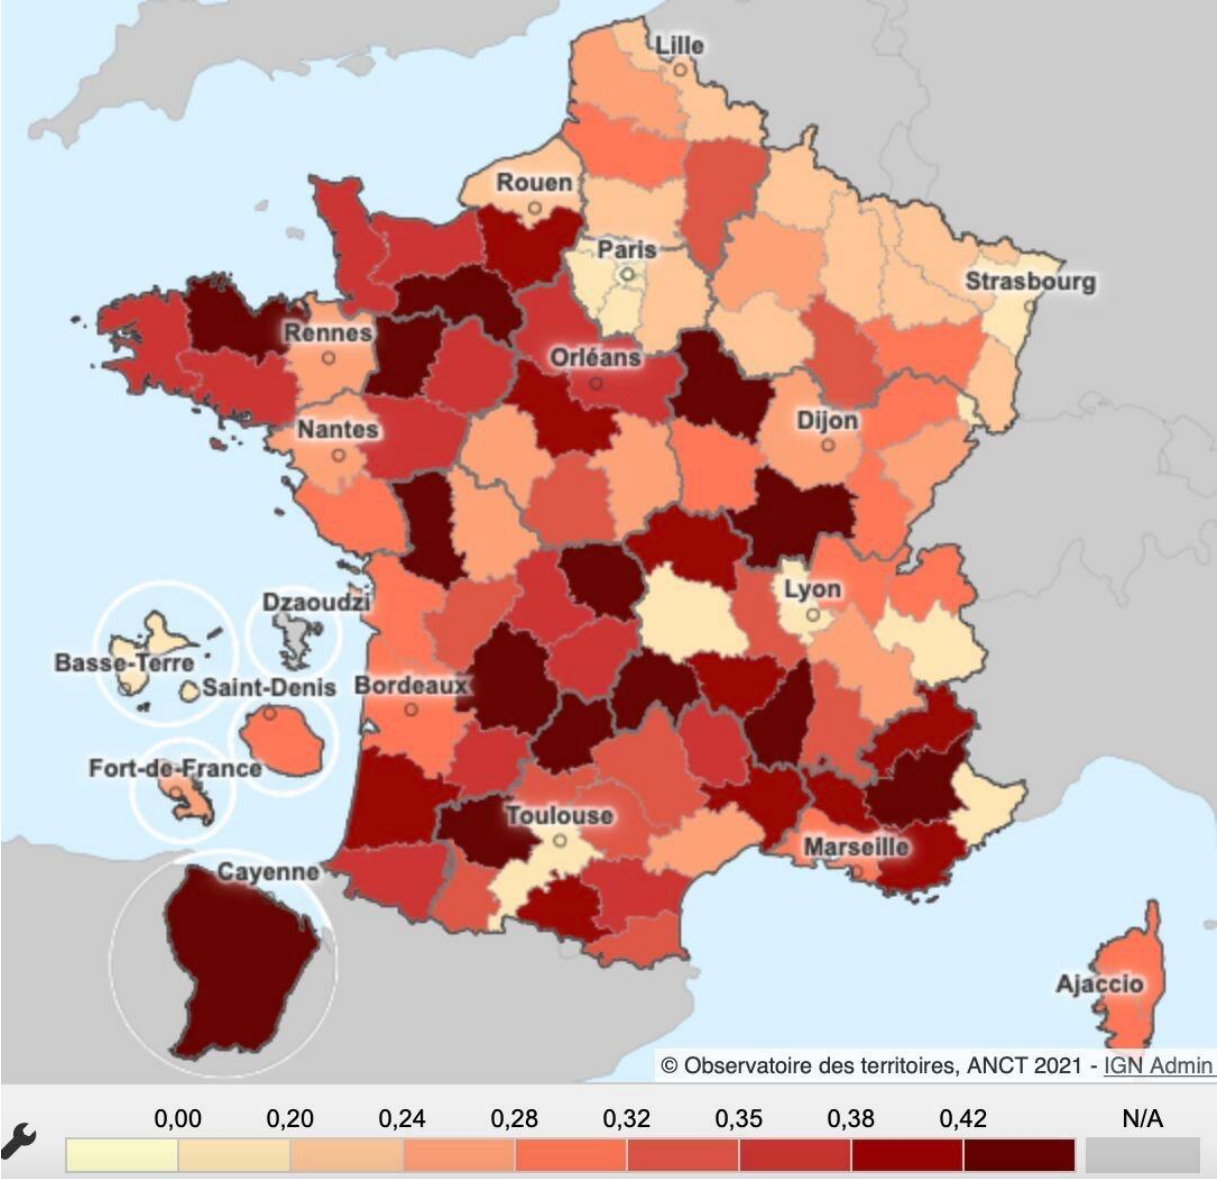 Lille
Rouen
Paris
Strasbourg
Rennes
Orléans
Nantes
Dijon
Lyon
Dzaoudzi
Basse-Terre
Saint-Denis
Bordeaux
Fort-de-France
Toulouse
Marseille
Cayenne
Ajaccio
© Observatoire des territoires, ANCT 2021 - IGN Admin
0,00 0,20 0,24 0,28 0,32 0,35 0,38 0,42 N/A